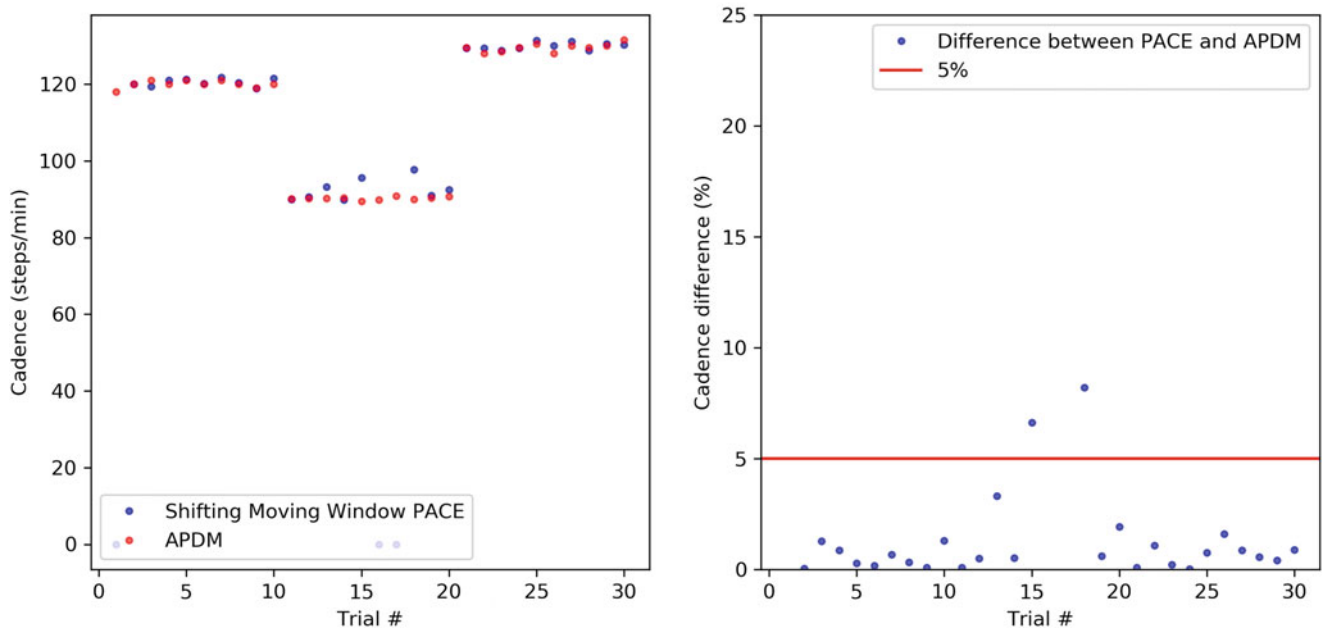 Cadence (steps/min)
120
100
80
60
40
20
0
Shifting Moving Window PACE
APDM
0 5 10 15 20 25 30
Trial #
Cadence difference (%)
25
20
15
10
5
0
Difference between PACE and APDM
5%
0 5 10 15 20 25 30
Trial #